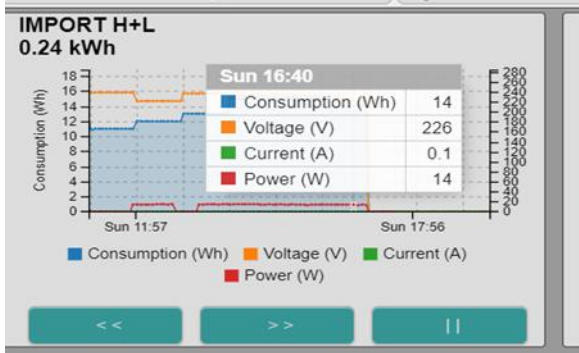 IMPORT H+L
0.24 kWh
Sun 16:40
Consumption (Wh) 14
Voltage (V) 226
Current (A) 0.1
Power (W) 14
Consumption (Wh)
18
16
14
12
10
8
6
4
2
0
280
260
240
220
200
180
160
140
120
100
80
60
40
20
0
Sun 11:57 Sun 17:56
Consumption (Wh) Voltage (V) Current (A)
Power (W)
<< >> ||